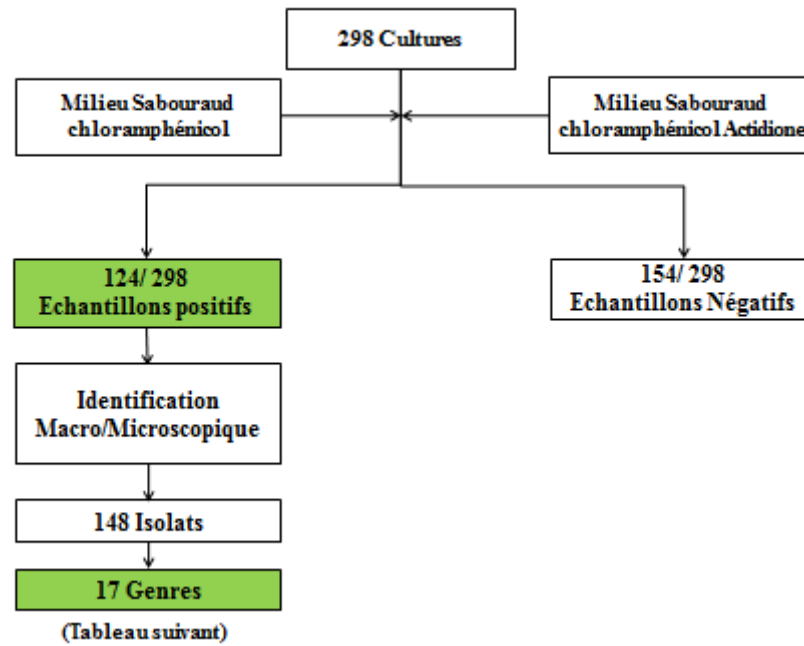 298 Cultures
Milieu Sabouraud
chloramphénicol
Milieu Sabouraud
chloramphénicol Actidione
124/ 298
Echantillons positifs
154/ 298
Echantillons Négatifs
Identification
Macro/Microscopique
148 Isolats
17 Genres
(Tableau suivant)